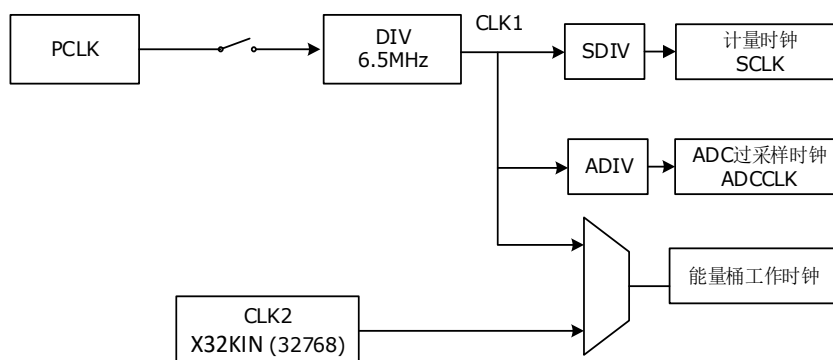 PCLK
DIV
6.5MHz
CLK1
SDIV
计量时钟
SCLK
ADIV
ADC过采样时钟
ADCCLK
能量桶工作时钟
CLK2
X32KIN (32768)